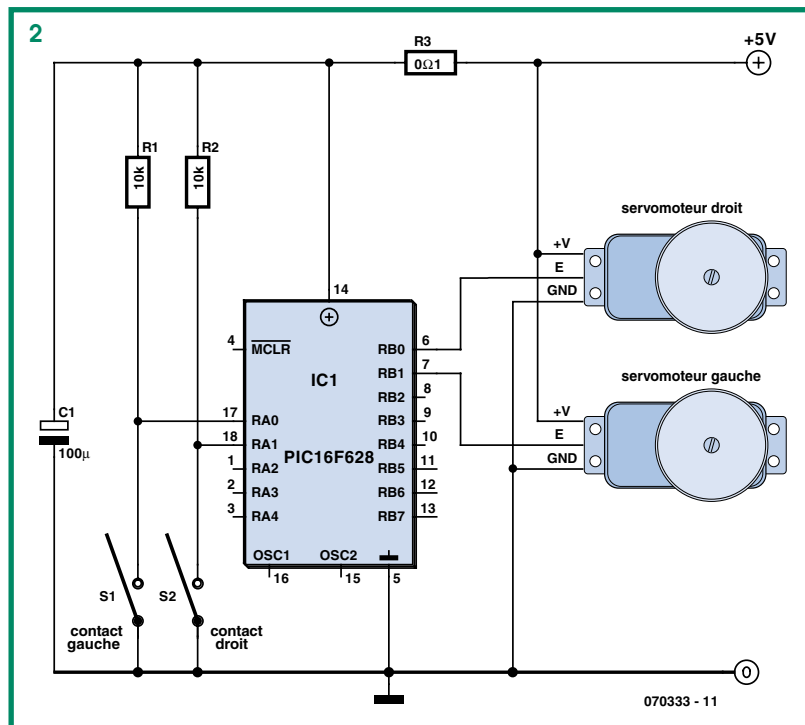 2
R3
0Ω1
+5V
R1
10k
R2
10k
servomoteur droit
+V
E
GND
14
4
MCLR
RB0
6
IC1
RB1
7
RB2
8
servomoteur gauche
C1
100µ
17
RA0
RB3
9
+V
18
RA1
RB4
10
E
PIC16F628
1
RA2
RB5
11
GND
2
RA3
RB6
12
3
RA4
RB7
13
OSC1
OSC2
16
15
5
S1
S2
contact
gauche
contact
droit
0
070333 - 11